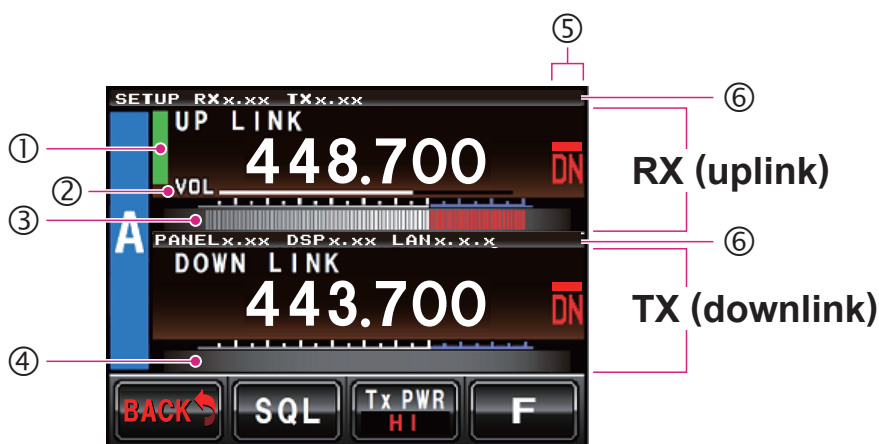 ⑤
SETUP RXx.xx TXx.xx
⑥
UP LINK
①
448.700
DN
RX (uplink)
②
VOL
③
A
PANELx.xx DSPx.xx LANx.x.x
⑥
DOWN LINK
443.700
DN
TX (downlink)
④
BACK
SQL
Tx PWR
HI
F